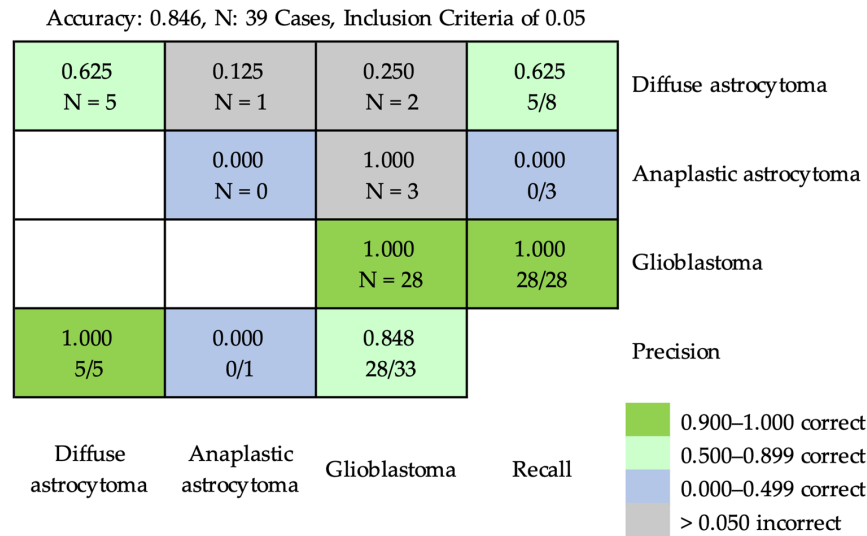 Accuracy: 0.846, N: 39 Cases, Inclusion Criteria of 0.05
0.625 0.125 0.250 0.625
N = 5 N = 1 N = 2 5/8
Diffuse astrocytoma
0.000 1.000 0.000
N = 0 N = 3 0/3
Anaplastic astrocytoma
1.000 1.000
N = 28 28/28
Glioblastoma
1.000 0.000 0.848
5/5 0/1 28/33
Precision
Diffuse
astrocytoma
Anaplastic
astrocytoma
Glioblastoma
Recall
0.900–1.000 correct
0.500–0.899 correct
0.000–0.499 correct
> 0.050 incorrect